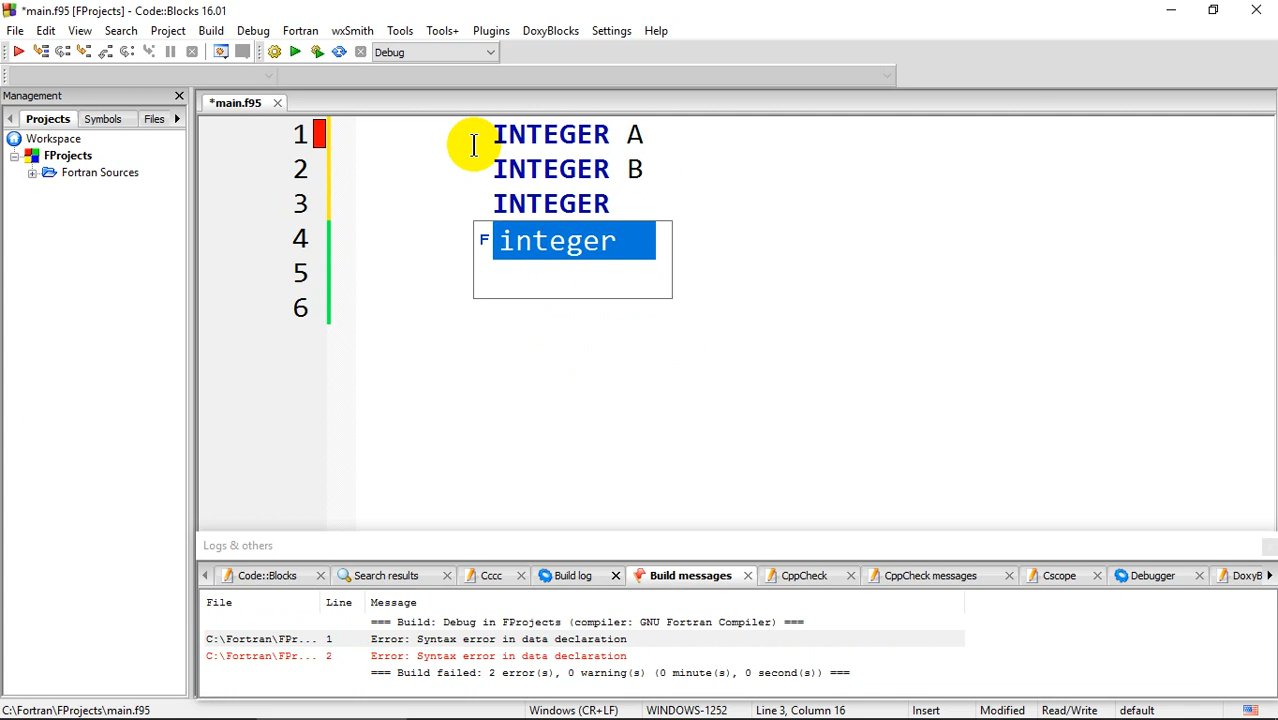 *main.f95 [FProjects] - Code::Blocks 16.01
File Edit View Search Project Build Debug Fortran wxSmith Tools Tools+ Plugins DoxyBlocks Settings Help
Debug
Management
*main.f95
Projects Symbols Files
Workspace
FProjects
Fortran Sources
1 INTEGER A
2 INTEGER B
3 INTEGER
4 F integer
5
6
Logs & others
Code::Blocks Search results Cccc Build log Build messages CppCheck CppCheck messages Cscope Debugger DoxyB
File Line Message
=== Build: Debug in FProjects (compiler: GNU Fortran Compiler) ===
C:\Fortran\FPr... 1 Error: Syntax error in data declaration
C:\Fortran\FPr... 2 Error: Syntax error in data declaration
=== Build failed: 2 error(s), 0 warning(s) (0 minute(s), 0 second(s)) ===
C:\Fortran\FProjects\main.f95 Windows (CR+LF) WINDOWS-1252 Line 3, Column 16 Insert Modified Read/Write default